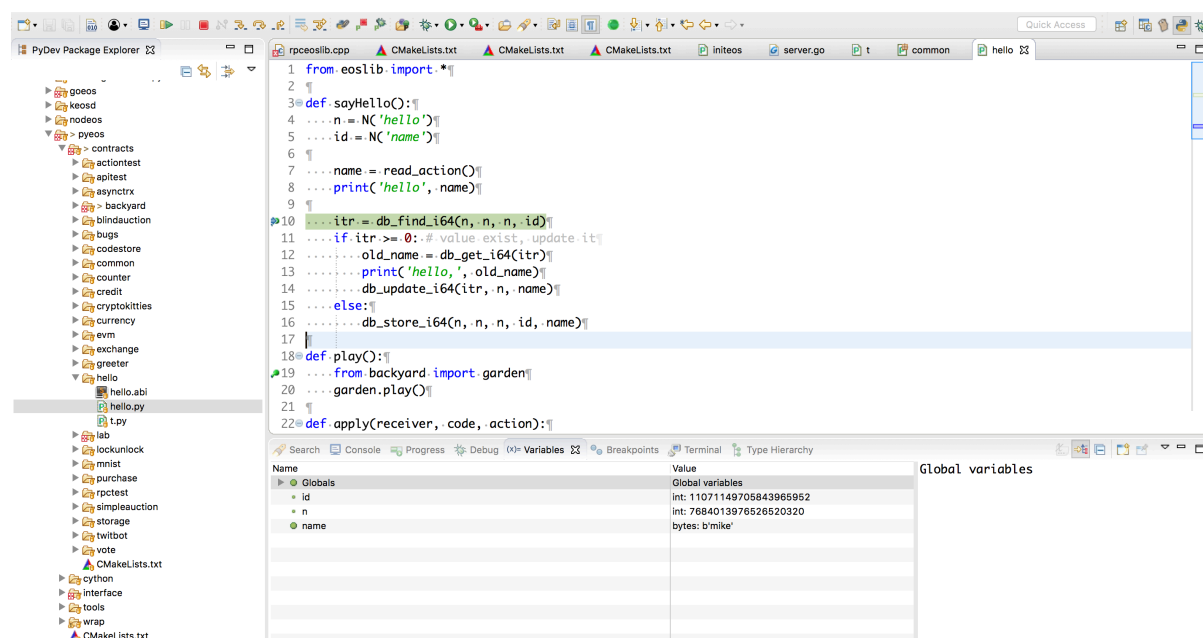 Quick Access
PyDev Package Explorer
rpceoslib.cpp CMakeLists.txt CMakeLists.txt CMakeLists.txt initeos server.go t common hello
goeos
keosd
nodeos
> pyeos
> contracts
actiontest
apitest
asynctrx
> backyard
blindauction
bugs
codestore
common
counter
credit
cryptokitties
currency
evm
exchange
greeter
hello
hello.abi
hello.py
t.py
lab
lockunlock
mnist
purchase
rpctest
simpleauction
storage
twitbot
vote
CMakeLists.txt
cython
interface
tools
wrap
CMakeLists.txt
1 from·eoslib·import·*¶
2 ¶
3 def·sayHello():¶
4 ····n·=·N('hello')¶
5 ····id·=·N('name')¶
6 ¶
7 ····name·=·read_action()¶
8 ····print('hello',·name)¶
9 ¶
10 ····itr·=·db_find_i64(n,·n,·n,·id)¶
11 ····if·itr·>=·0:·#·value·exist,·update·it¶
12 ········old_name·=·db_get_i64(itr)¶
13 ········print('hello,',·old_name)¶
14 ········db_update_i64(itr,·n,·name)¶
15 ····else:¶
16 ········db_store_i64(n,·n,·n,·id,·name)¶
17 ¶
18 def·play():¶
19 ····from·backyard·import·garden¶
20 ····garden.play()¶
21 ¶
22 def·apply(receiver,·code,·action):¶
Search Console Progress Debug (x)= Variables Breakpoints Terminal Type Hierarchy
Name Value
Globals Global variables
id int: 11071149705843965952
n int: 7684013976526520320
name bytes: b'mike'
Global variables